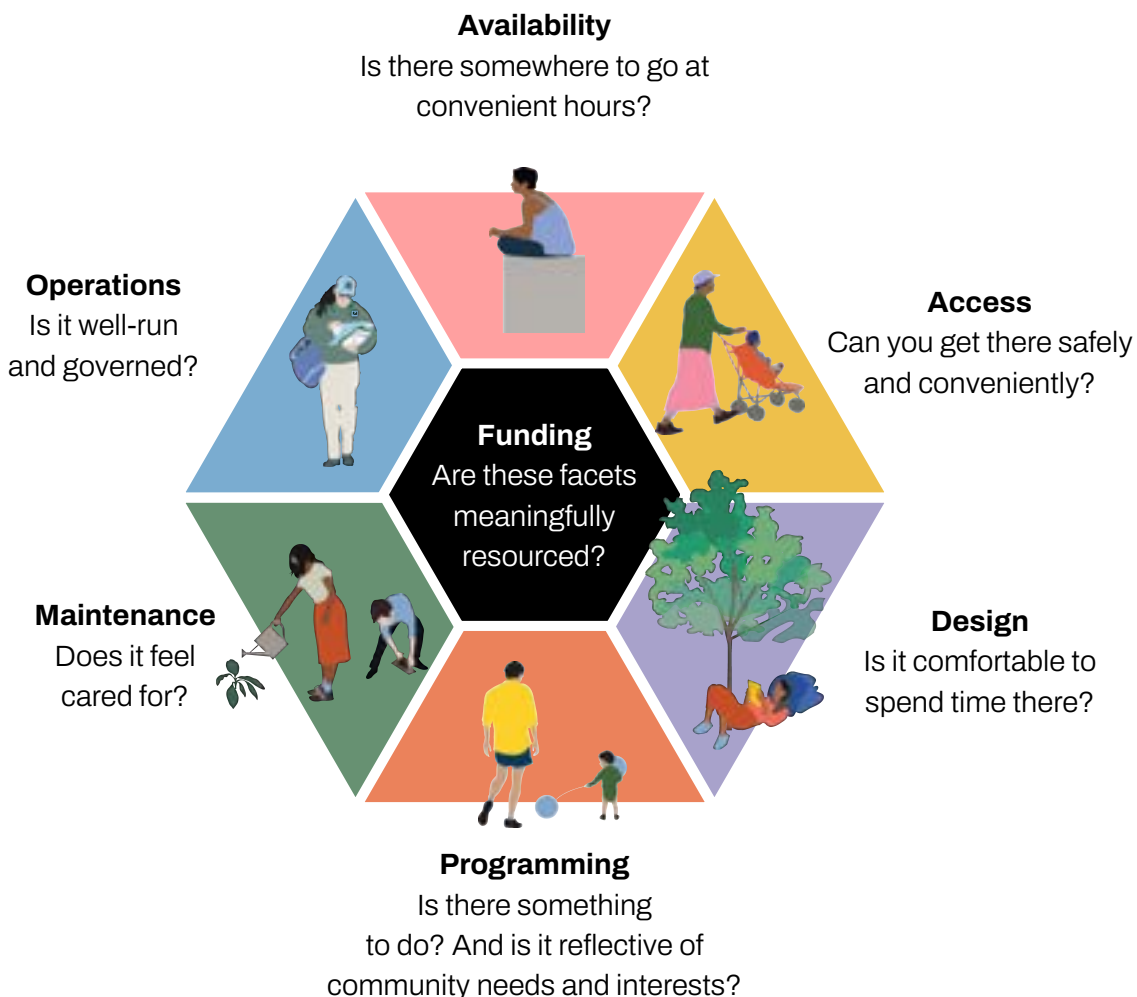 Availability
Is there somewhere to go at
convenient hours?
Operations
Is it well-run
and governed?
Access
Can you get there safely
and conveniently?
Funding
Are these facets
meaningfully
resourced?
Maintenance
Does it feel
cared for?
Design
Is it comfortable to
spend time there?
Programming
Is there something
to do? And is it reflective of
community needs and interests?